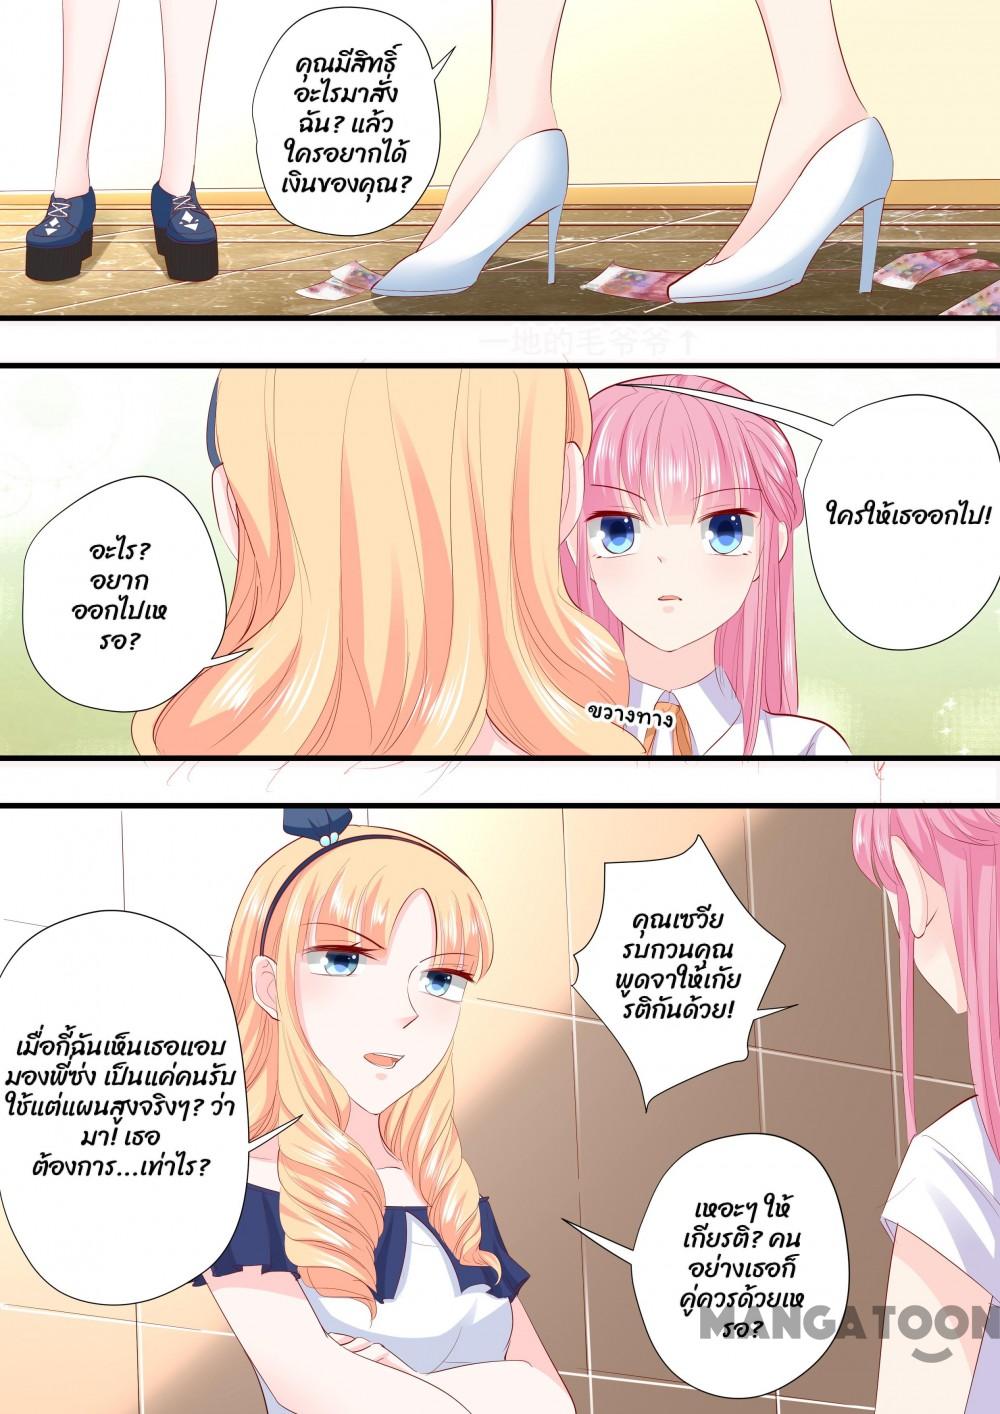 คุณมีสิทธิ์
อะไรมาสั่ง
ฉัน? แล้ว
ใครอยากได้
เงินของคุณ?
一地的毛爷爷↑
ใครให้เธอออกไป!
อะไร?
อยาก
ออกไปเห
รอ?
ขวางทาง
คุณเซวีย
รบกวนคุณ
พูดจาให้เกีย
รติกันด้วย!
เมื่อกี้ฉันเห็นเธอแอบ
มองพี่ซ่ง เป็นแค่คนรับ
ใช้แต่แผนสูงจริงๆ? ว่า
มา! เธอ
ต้องการ...เท่าไร?
เหอะๆ ให้
เกียรติ? คน
อย่างเธอก็
คู่ควรด้วยเห
รอ?
MANGATOON